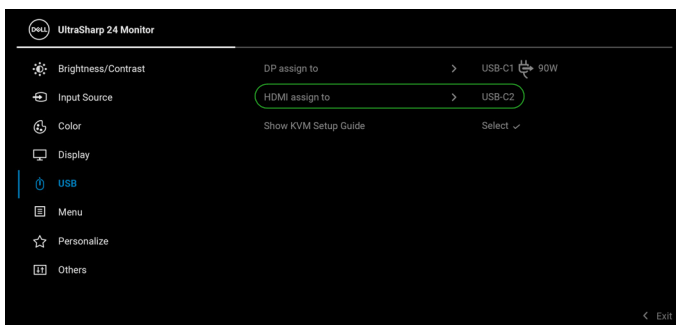 DELL UltraSharp 24 Monitor
Brightness/Contrast
Input Source
Color
Display
USB
Menu
Personalize
Others
DP assign to > USB-C1 90W
HDMI assign to > USB-C2
Show KVM Setup Guide Select ✓
< Exit